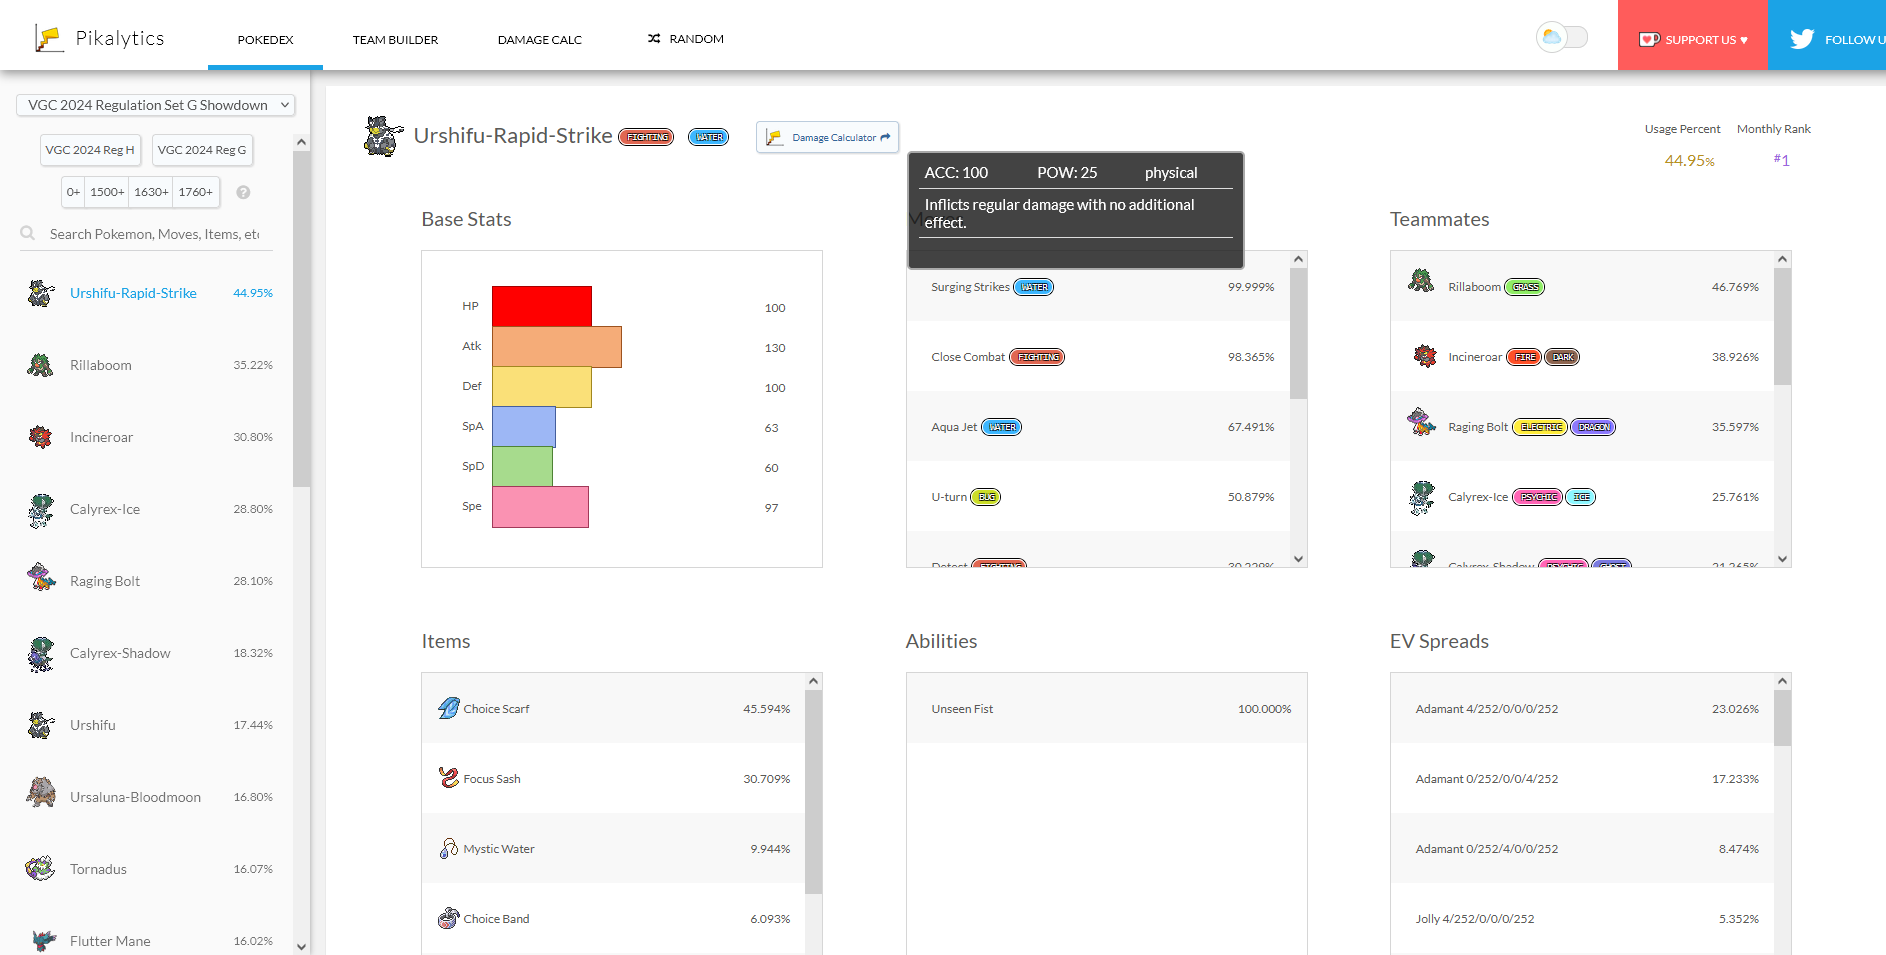 Pikalytics
POKEDEX
TEAM BUILDER
DAMAGE CALC
RANDOM
SUPPORT US ♥
FOLLOW U
VGC 2024 Regulation Set G Showdown
VGC 2024 Reg H
VGC 2024 Reg G
0+
1500+
1630+
1760+
?
Search Pokemon, Moves, Items, etc
Urshifu-Rapid-Strike 44.95%
Rillaboom 35.22%
Incineroar 30.80%
Calyrex-Ice 28.80%
Raging Bolt 28.10%
Calyrex-Shadow 18.32%
Urshifu 17.44%
Ursaluna-Bloodmoon 16.80%
Tornadus 16.07%
Flutter Mane 16.02%
Urshifu-Rapid-Strike FIGHTING WATER
Damage Calculator
Usage Percent Monthly Rank
44.95% #1
ACC: 100 POW: 25 physical
Inflicts regular damage with no additional
effect.
Base Stats
HP 100
Atk 130
Def 100
SpA 63
SpD 60
Spe 97
Surging Strikes WATER 99.999%
Close Combat FIGHTING 98.365%
Aqua Jet WATER 67.491%
U-turn BUG 50.879%
Detect FIGHTING 30.229%
Teammates
Rillaboom GRASS 46.769%
Incineroar FIRE DARK 38.926%
Raging Bolt ELECTRIC DRAGON 35.597%
Calyrex-Ice PSYCHIC ICE 25.761%
Calyrex-Shadow PSYCHIC GHOST 21.265%
Items
Choice Scarf 45.594%
Focus Sash 30.709%
Mystic Water 9.944%
Choice Band 6.093%
Abilities
Unseen Fist 100.000%
EV Spreads
Adamant 4/252/0/0/0/252 23.026%
Adamant 0/252/0/0/4/252 17.233%
Adamant 0/252/4/0/0/252 8.474%
Jolly 4/252/0/0/0/252 5.352%